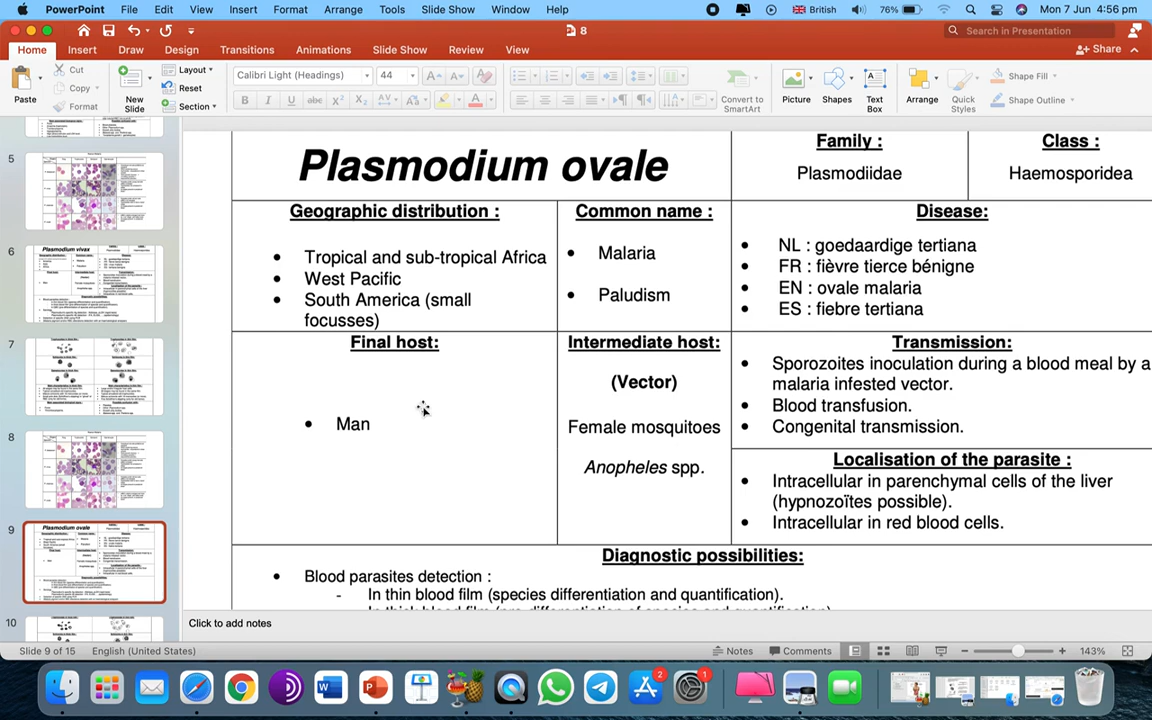 PowerPoint File Edit View Insert Format Arrange Tools Slide Show Window Help British 76% Mon 7 Jun 4:56 pm
8 Search in Presentation
Home Insert Draw Design Transitions Animations Slide Show Review View Share
Paste Cut Copy Format
New Slide Layout Reset Section
Calibri Light (Headings) 44
Convert to SmartArt
Picture Shapes Text Box Arrange Quick Styles Shape Fill Shape Outline
5
6
7
8
9
10
Plasmodium vivax
Plasmodium ovale
Plasmodium ovale
Family :
Plasmodiidae
Class :
Haemosporidea
Geographic distribution :
• Tropical and sub-tropical Africa
• West Pacific
• South America (small
focusses)
Common name :
• Malaria
• Paludism
Disease:
• NL : goedaardige tertiana
• FR : fièvre tierce bénigne
• EN : ovale malaria
• ES : fiebre tertiana
Final host:
• Man
Intermediate host:
(Vector)
Female mosquitoes
Anopheles spp.
Transmission:
• Sporozoites inoculation during a blood meal by a
malaria infested vector.
• Blood transfusion.
• Congenital transmission.
Localisation of the parasite :
• Intracellular in parenchymal cells of the liver
(hypnozoïtes possible).
• Intracellular in red blood cells.
Diagnostic possibilities:
• Blood parasites detection :
- In thin blood film (species differentiation and quantification).
Click to add notes
Slide 9 of 15 English (United States) Notes Comments 143%
2
1